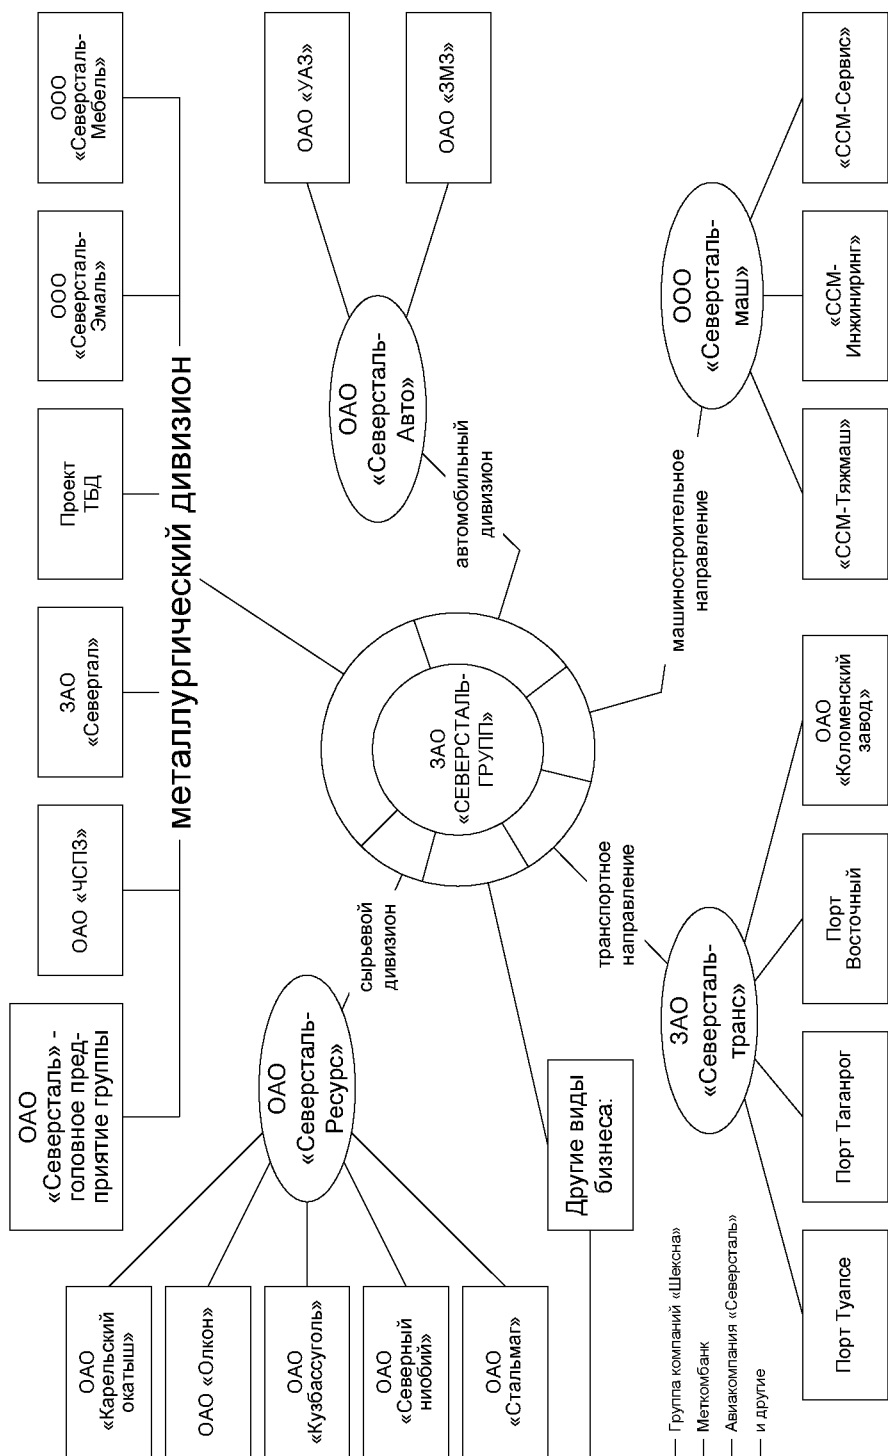 ОАО
«Северсталь» -
головное пред-
приятие группы
ОАО «ЧСПЗ»
ЗАО
«Севергал»
Проект
ТБД
ООО
«Северсталь-
Эмаль»
ООО
«Северсталь-
Мебель»
металлургический дивизион
ОАО
«Карельский
окатыш»
ОАО «Олкон»
ОАО
«Кузбассуголь»
ОАО
«Северный
ниобий»
ОАО
«Стальмаг»
ОАО
«Северсталь-
Ресурс»
сырьевой
дивизион
ЗАО
«СЕВЕРСТАЛЬ-
ГРУПП»
автомобильный
дивизион
ОАО
«Северсталь-
Авто»
ОАО «УАЗ»
ОАО «ЗМЗ»
Другие виды
бизнеса:
Группа компаний «Шексна»
Меткомбанк
Авиакомпания «Северсталь»
и другие
транспортное
направление
ЗАО
«Северсталь-
транс»
Порт Туапсе
Порт Таганрог
Порт
Восточный
ОАО
«Коломенский
завод»
машиностроительное
направление
ООО
«Северсталь-
маш»
«ССМ-Тяжмаш»
«ССМ-
Инжиниринг»
«ССМ-Сервис»